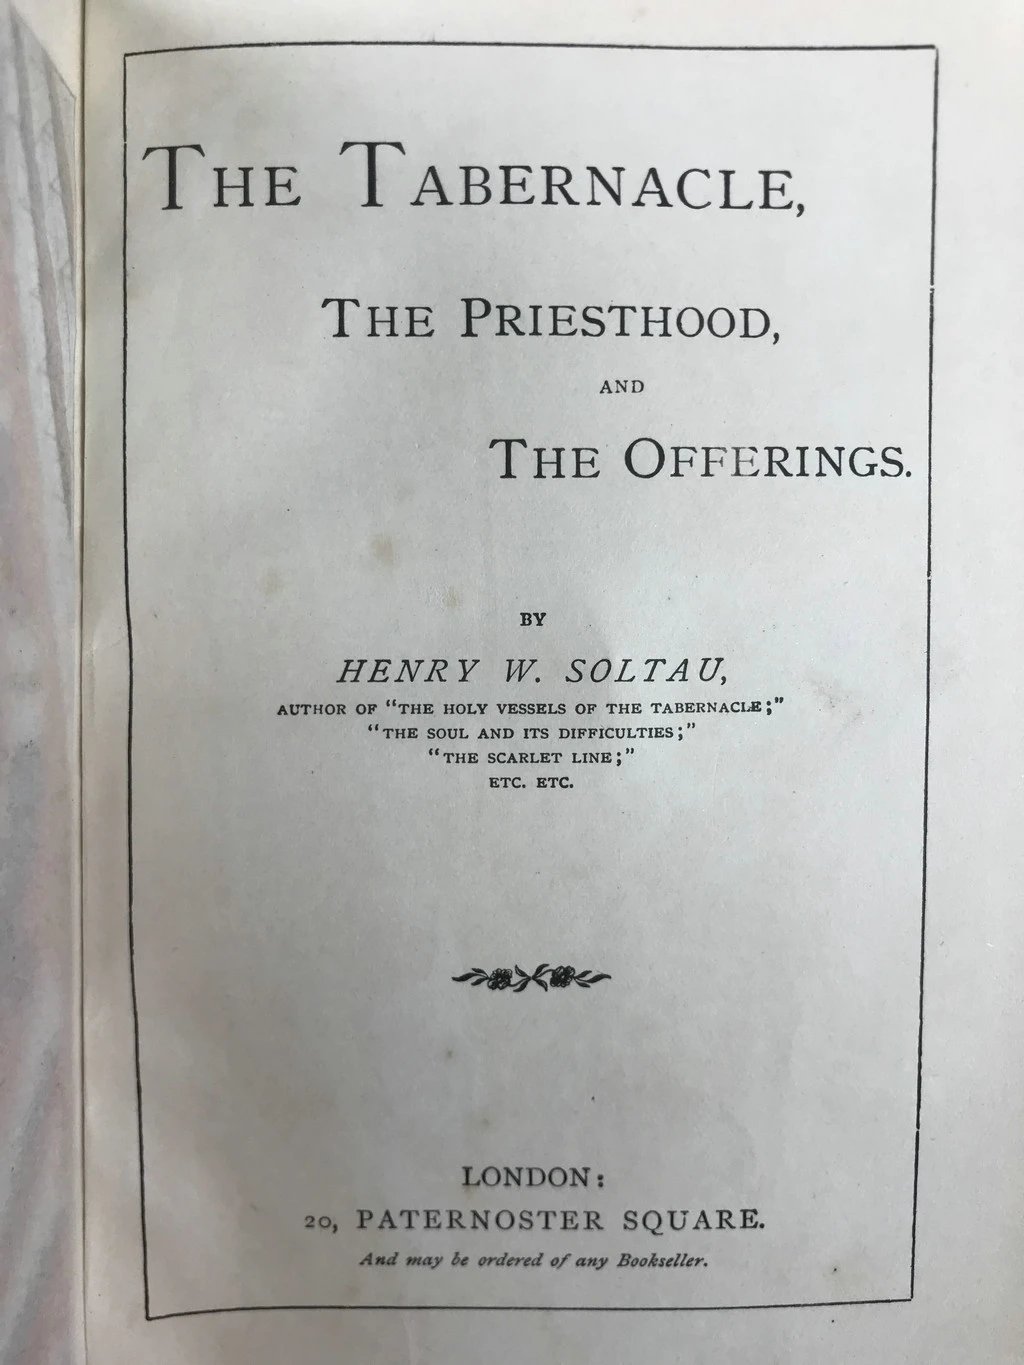 THE TABERNACLE,
THE PRIESTHOOD,
AND
THE OFFERINGS.
BY
HENRY W. SOLTAU,
AUTHOR OF "THE HOLY VESSELS OF THE TABERNACLE;"
"THE SOUL AND ITS DIFFICULTIES;"
"THE SCARLET LINE;"
ETC. ETC.
LONDON:
20, PATERNOSTER SQUARE.
And may be ordered of any Bookseller.